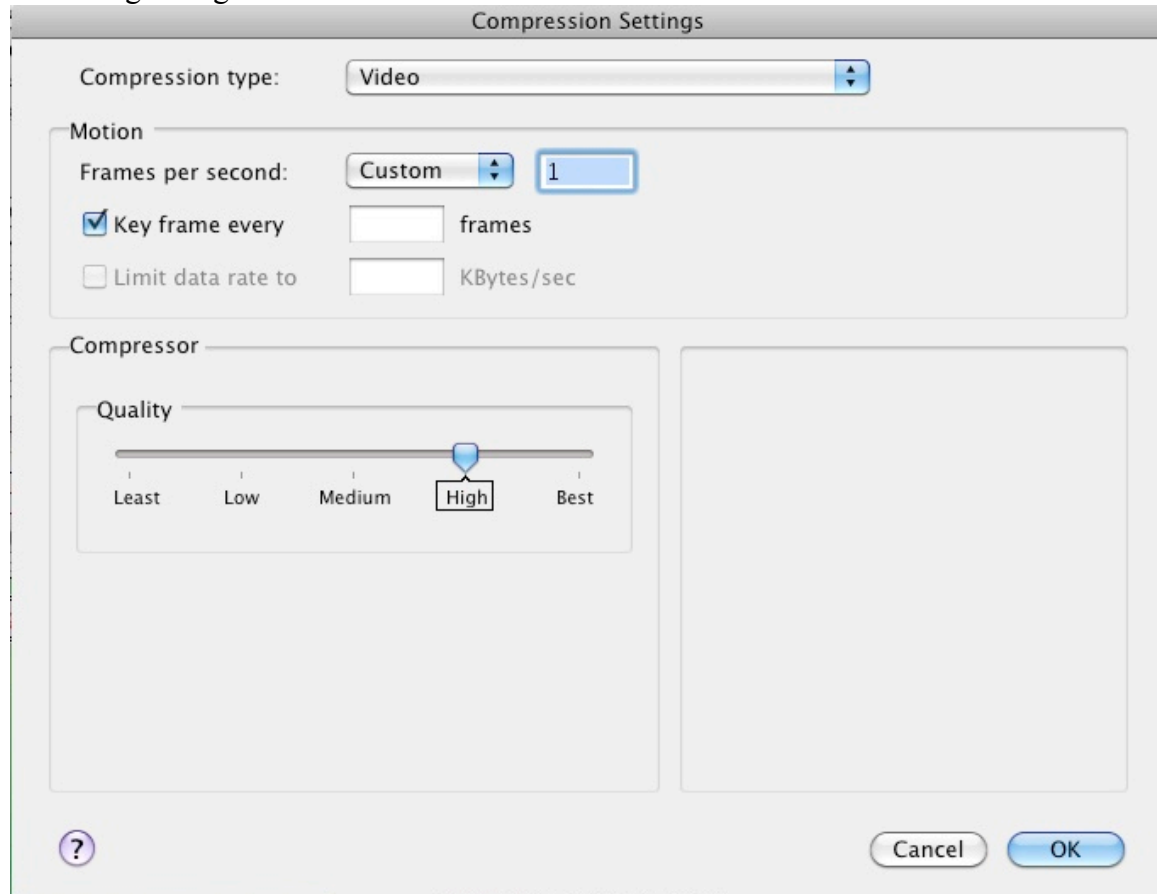 Compression Settings
Compression type: Video
Motion
Frames per second: Custom 1
Key frame every frames
Limit data rate to KBytes/sec
Compressor
Quality
Least Low Medium High Best
? Cancel OK